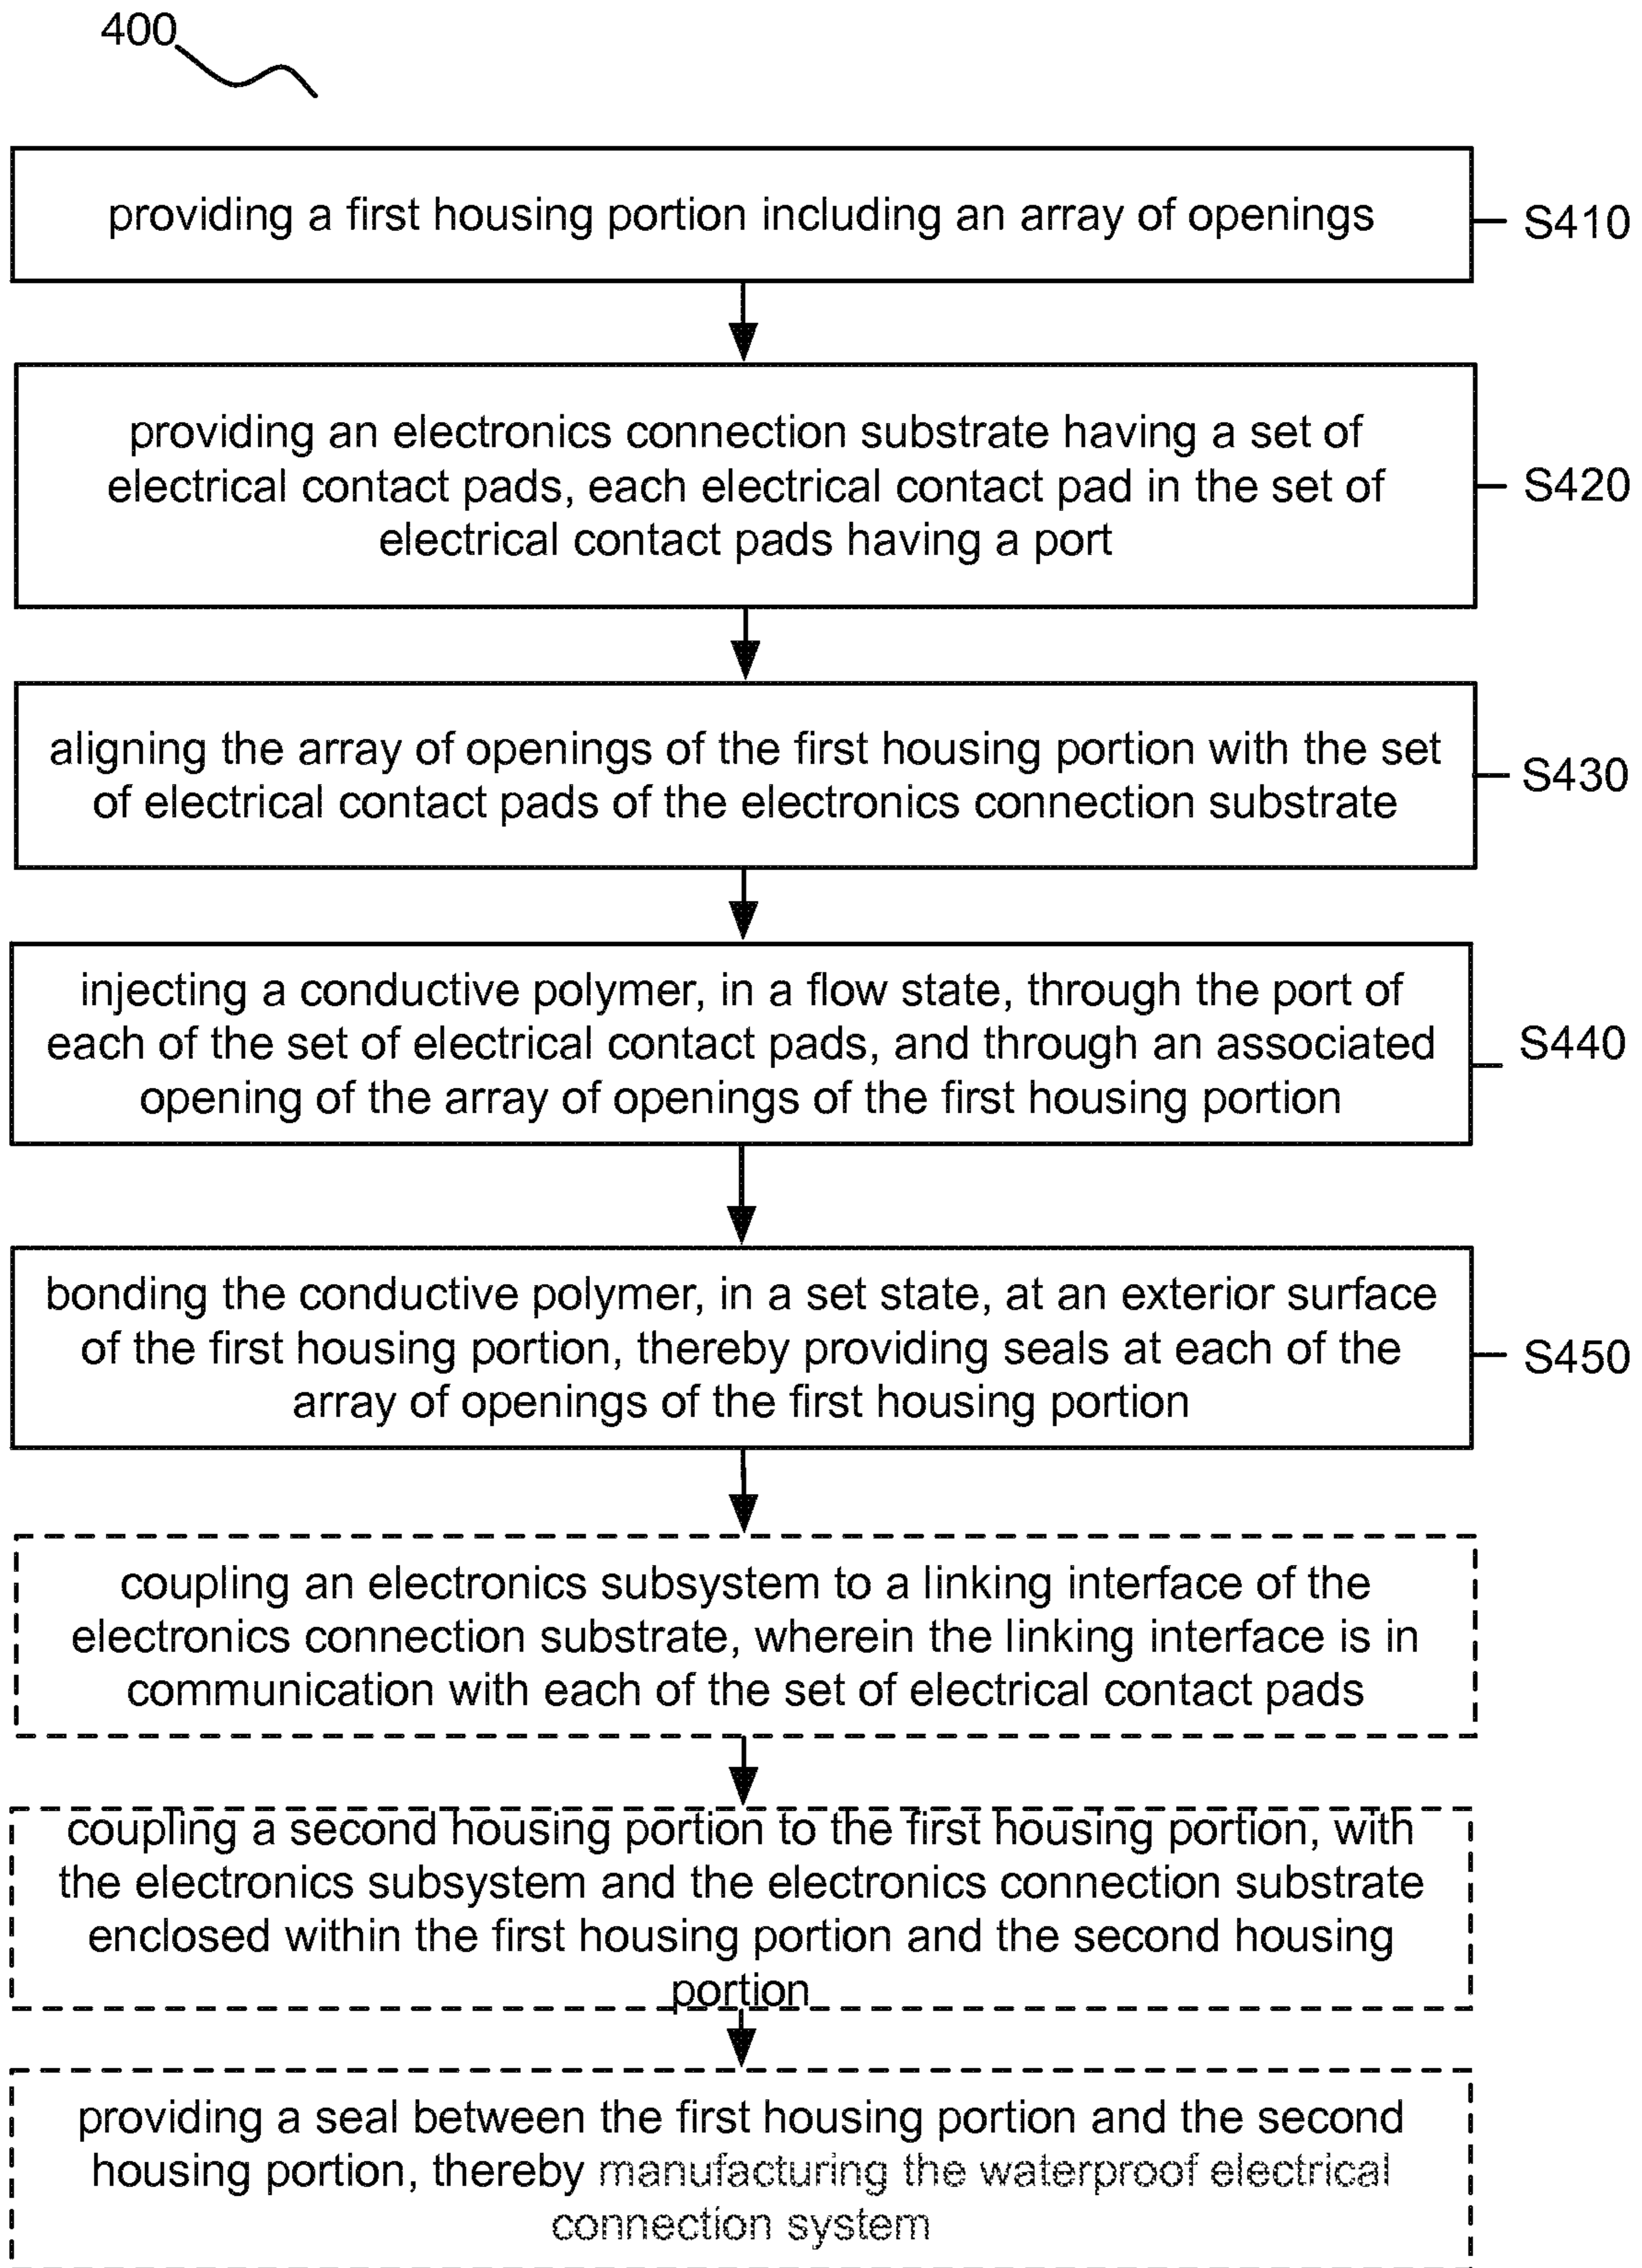 400
providing a first housing portion including an array of openings
S410
providing an electronics connection substrate having a set of
electrical contact pads, each electrical contact pad in the set of
electrical contact pads having a port
S420
aligning the array of openings of the first housing portion with the set
of electrical contact pads of the electronics connection substrate
S430
injecting a conductive polymer, in a flow state, through the port of
each of the set of electrical contact pads, and through an associated
opening of the array of openings of the first housing portion
S440
bonding the conductive polymer, in a set state, at an exterior surface
of the first housing portion, thereby providing seals at each of the
array of openings of the first housing portion
S450
coupling an electronics subsystem to a linking interface of the
electronics connection substrate, wherein the linking interface is in
communication with each of the set of electrical contact pads
coupling a second housing portion to the first housing portion, with
the electronics subsystem and the electronics connection substrate
enclosed within the first housing portion and the second housing
portion
providing a seal between the first housing portion and the second
housing portion, thereby manufacturing the waterproof electrical
connection system